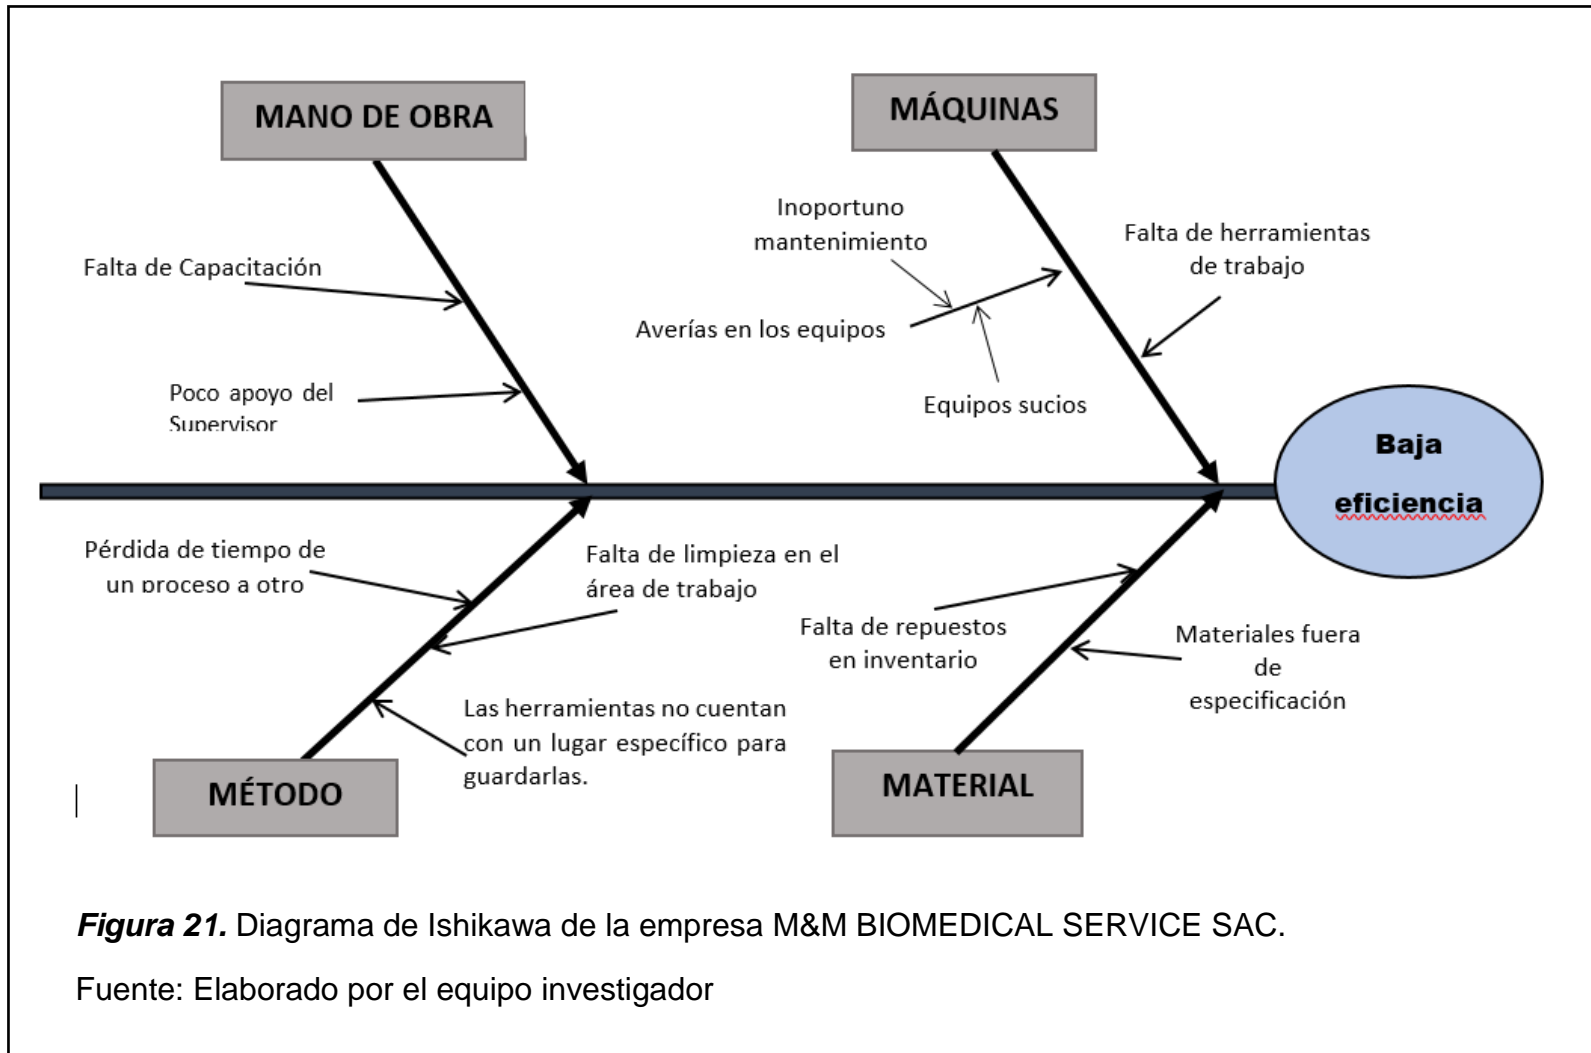 MANO DE OBRA
MÁQUINAS
Inoportuno
mantenimiento
Falta de herramientas
de trabajo
Falta de Capacitación
Averías en los equipos
Poco apoyo del
Supervisor
Equipos sucios
Baja
eficiencia
Pérdida de tiempo de
un proceso a otro
Falta de limpieza en el
área de trabajo
Falta de repuestos
en inventario
Materiales fuera
de
especificación
Las herramientas no cuentan
con un lugar específico para
guardarlas.
MÉTODO
MATERIAL
Figura 21. Diagrama de Ishikawa de la empresa M&M BIOMEDICAL SERVICE SAC.
Fuente: Elaborado por el equipo investigador